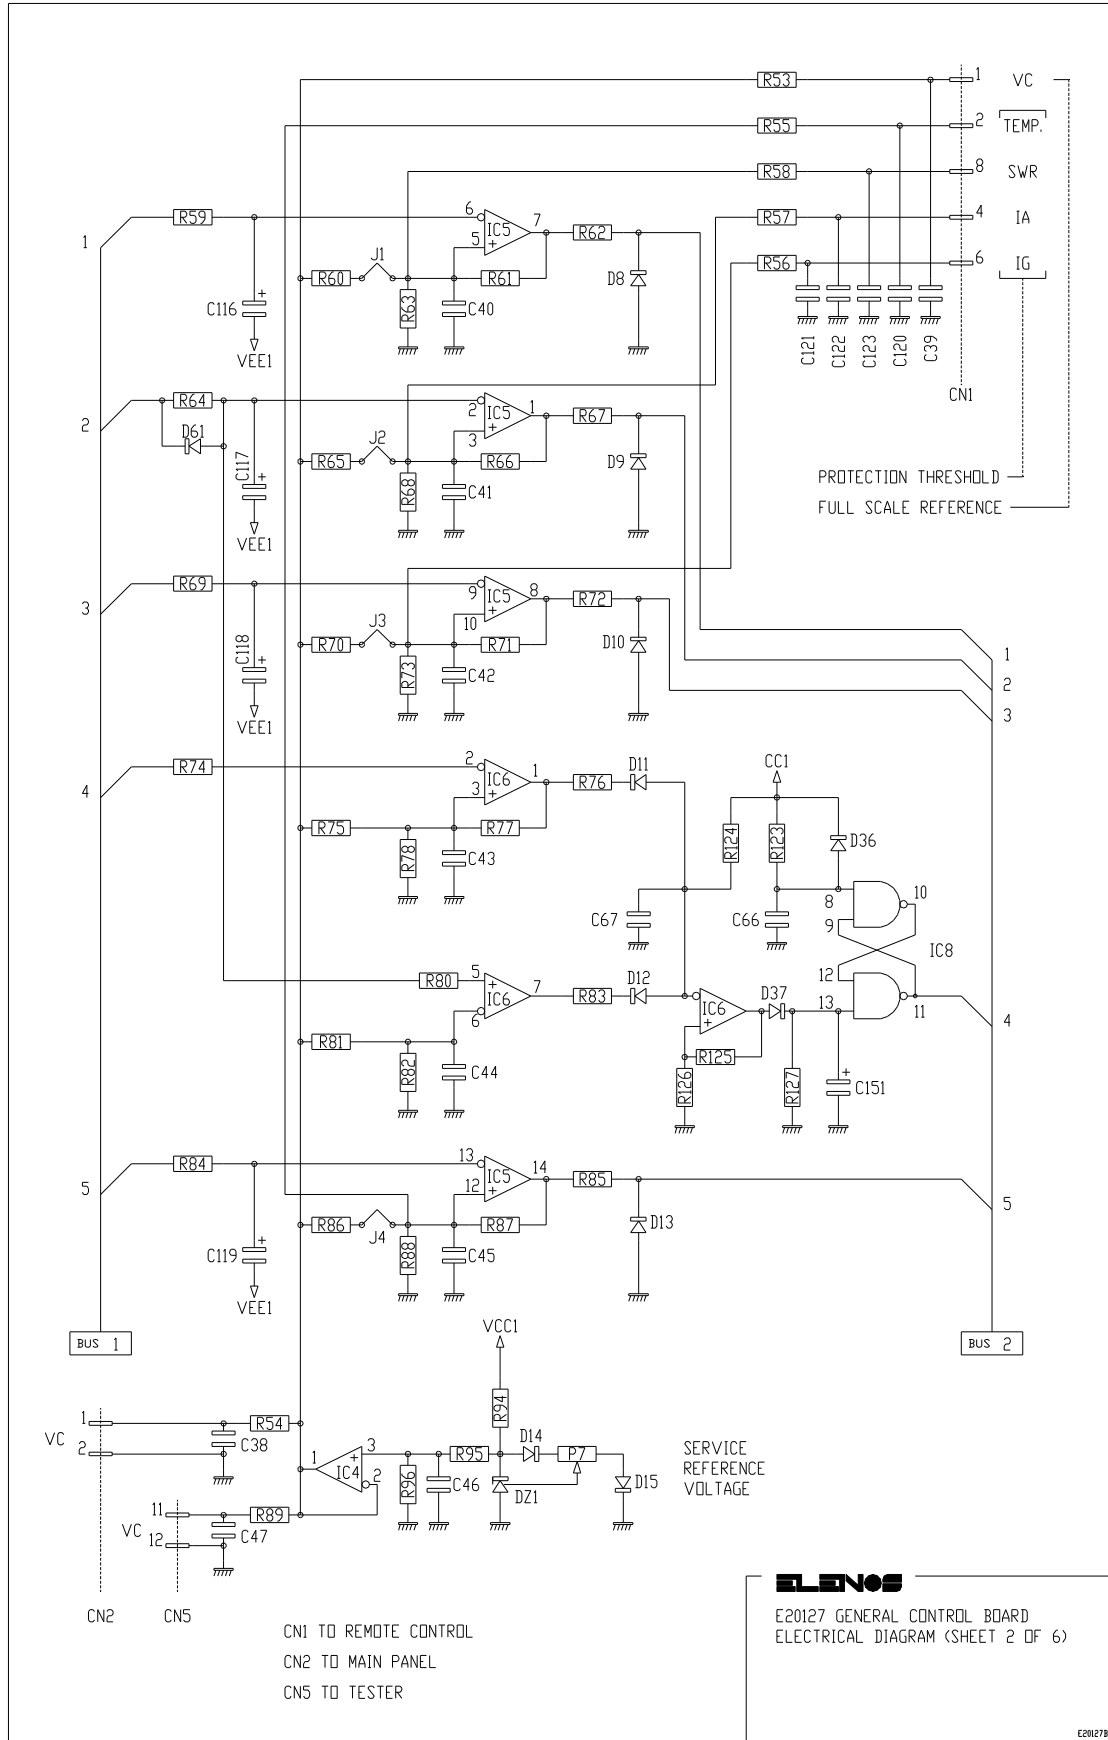 R53 1 VC
R55 2 TEMP.
R58 8 SWR
R59 6 IC5 7 R62 R57 4 IA
1 5 +
J1 R56 6 IG
R60 R61 D8
C116 + R63 C40
VEE1 C121 C122 C123 C120 C39
CN1
R64 2 IC5 1 R67
2 D61 3 +
J2
R65 R66 D9
C117 + R68 C41
PROTECTION THRESHOLD
FULL SCALE REFERENCE
VEE1
R69 9 IC5 8 R72
3 10 +
J3
R70 R71 D10
C118 + R73 C42
1
2
3
VEE1
R74 2 IC6 1 R76 D11 CC1
4 3 +
R75 R77 R124 R123 D36
R78 C43
8 10
C67 C66 9
IC8
R80 5 + IC6 7 R83 D12 12
6 IC6 + D37 13 11 4
R81 R125
R82 C44 R126 R127 + C151
R84 13 IC5 14 R85
5 12 + 5
R86 J4 R87 D13
C119 + R88 C45
VEE1
VCC1
BUS 1 BUS 2
R94
1 R54
VC C38
2
1 IC4 + 3 R95 D14 P7
2 R96 C46 DZ1 D15
SERVICE
REFERENCE
VOLTAGE
11 R89
VC C47
12
CN2 CN5
ELENOS
E20127 GENERAL CONTROL BOARD
ELECTRICAL DIAGRAM (SHEET 2 OF 6)
CN1 TO REMOTE CONTROL
CN2 TO MAIN PANEL
CN5 TO TESTER
E20127B